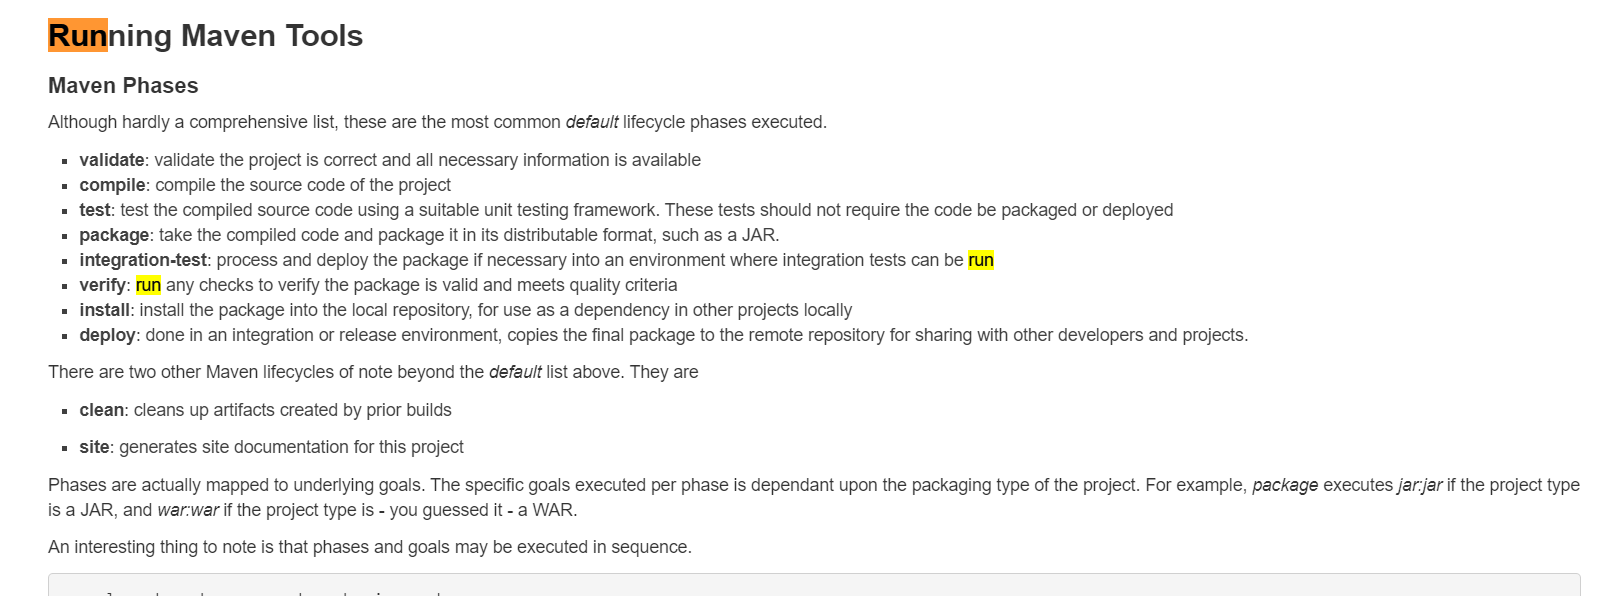 Running Maven Tools
Maven Phases
Although hardly a comprehensive list, these are the most common default lifecycle phases executed.
validate: validate the project is correct and all necessary information is available
compile: compile the source code of the project
test: test the compiled source code using a suitable unit testing framework. These tests should not require the code be packaged or deployed
package: take the compiled code and package it in its distributable format, such as a JAR.
integration-test: process and deploy the package if necessary into an environment where integration tests can be run
verify: run any checks to verify the package is valid and meets quality criteria
install: install the package into the local repository, for use as a dependency in other projects locally
deploy: done in an integration or release environment, copies the final package to the remote repository for sharing with other developers and projects.
There are two other Maven lifecycles of note beyond the default list above. They are
clean: cleans up artifacts created by prior builds
site: generates site documentation for this project
Phases are actually mapped to underlying goals. The specific goals executed per phase is dependant upon the packaging type of the project. For example, package executes jar:jar if the project type
is a JAR, and war:war if the project type is - you guessed it - a WAR.
An interesting thing to note is that phases and goals may be executed in sequence.